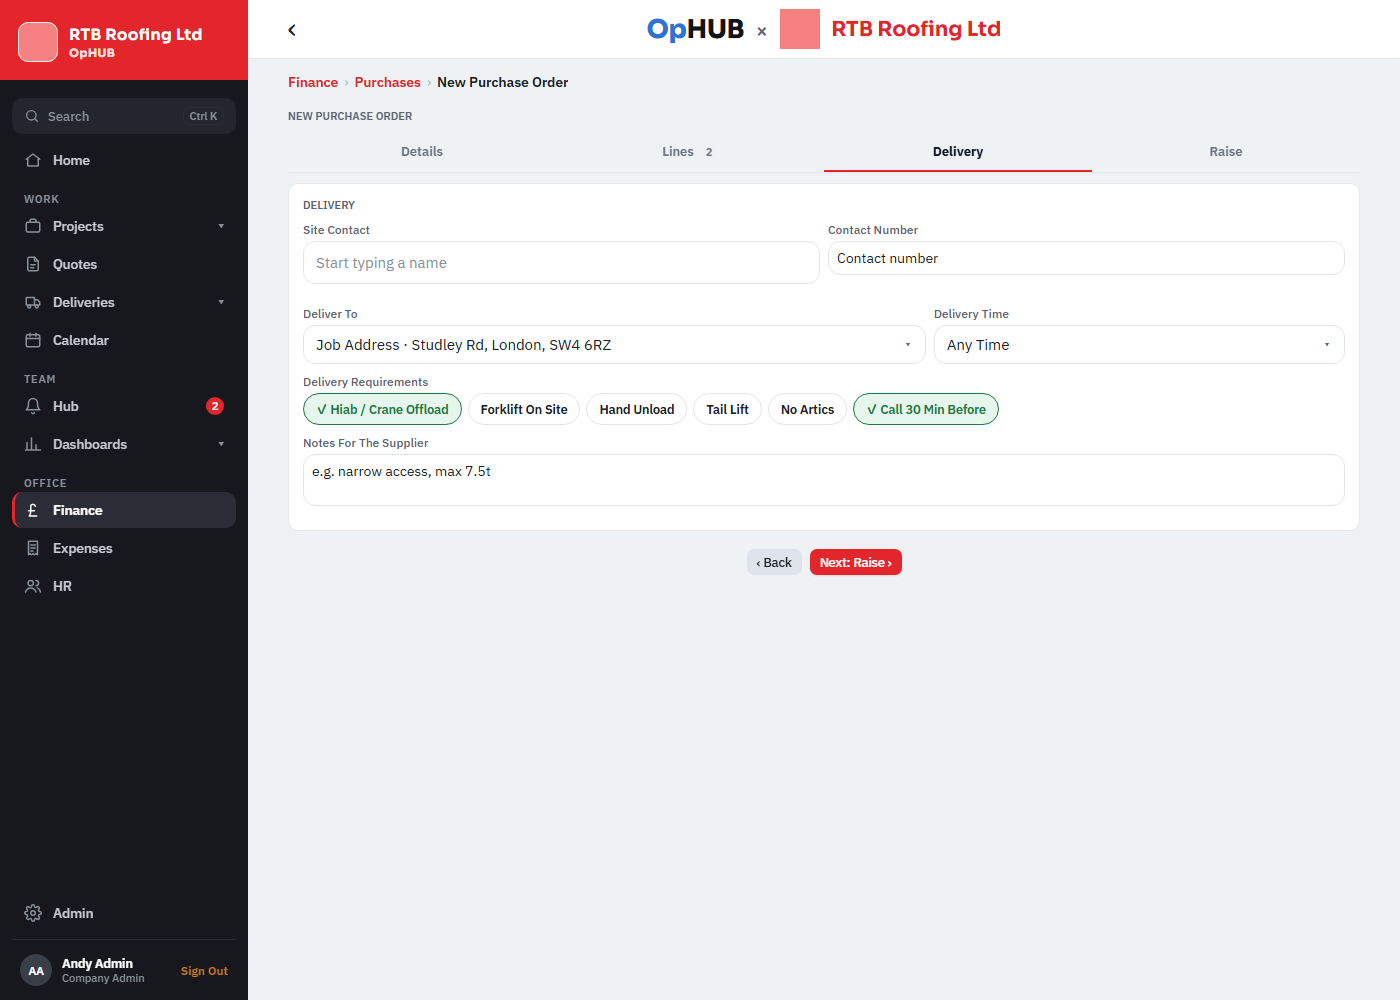 RTB Roofing Ltd
OpHUB
Search Ctrl K
Home
WORK
Projects
Quotes
Deliveries
Calendar
TEAM
Hub 2
Dashboards
OFFICE
£ Finance
Expenses
HR
Admin
AA Andy Admin
Company Admin
Sign Out
OpHUB × RTB Roofing Ltd
Finance › Purchases › New Purchase Order
NEW PURCHASE ORDER
Details Lines 2 Delivery Raise
DELIVERY
Site Contact Contact Number
Start typing a name Contact number
Deliver To Delivery Time
Job Address · Studley Rd, London, SW4 6RZ Any Time
Delivery Requirements
✓ Hiab / Crane Offload Forklift On Site Hand Unload Tail Lift No Artics ✓ Call 30 Min Before
Notes For The Supplier
e.g. narrow access, max 7.5t
‹ Back Next: Raise ›